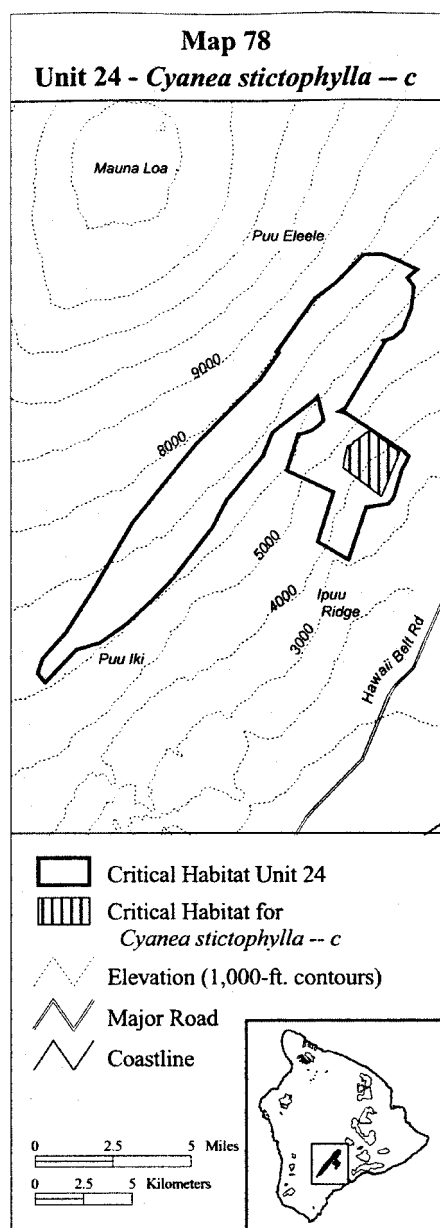 Map 78
Unit 24 - Cyanea stictophylla -- c
Mauna Loa
Puu Eleele
9000
8000
5000
4000
3000
Ipuu
Ridge
Puu Iki
Hawaii Belt Rd
Critical Habitat Unit 24
Critical Habitat for
Cyanea stictophylla -- c
Elevation (1,000-ft. contours)
Major Road
Coastline
0 2.5 5 Miles
0 2.5 5 Kilometers